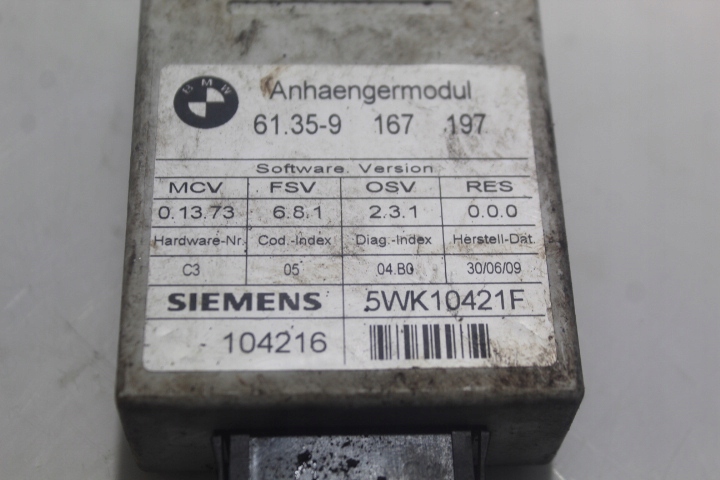 BMW
Anhaengermodul
61.35-9 167 197
Software. Version
MCV FSV OSV RES
0.13.73 6.8.1 2.3.1 0.0.0
Hardware-Nr. Cod.-Index Diag.-Index Herstell-Dat.
C3 05 04.B0 30/06/09
SIEMENS 5WK10421F
104216